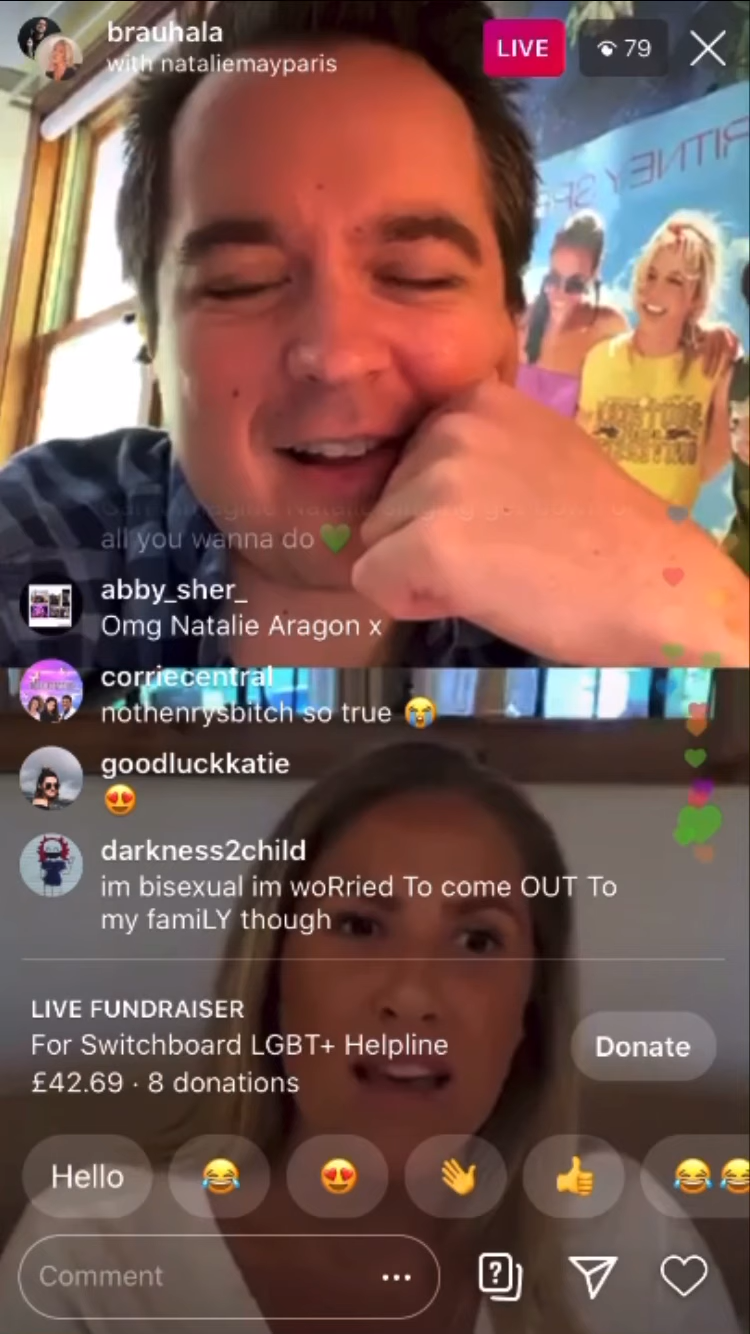 brauhala
LIVE
79
with nataliemayparis
RITNEY SPE
all you wanna do💚
abby_sher_
Omg Natalie Aragon x
corriecentral
nothenrysbitch so true 😭
goodluckkatie
😍
darkness2child
im bisexual im woRried To come OUT To
my famiLY though
LIVE FUNDRAISER
For Switchboard LGBT+ Helpline
£42.69 · 8 donations
Donate
Hello
😂
😍
👋
👍
😂😂
Comment